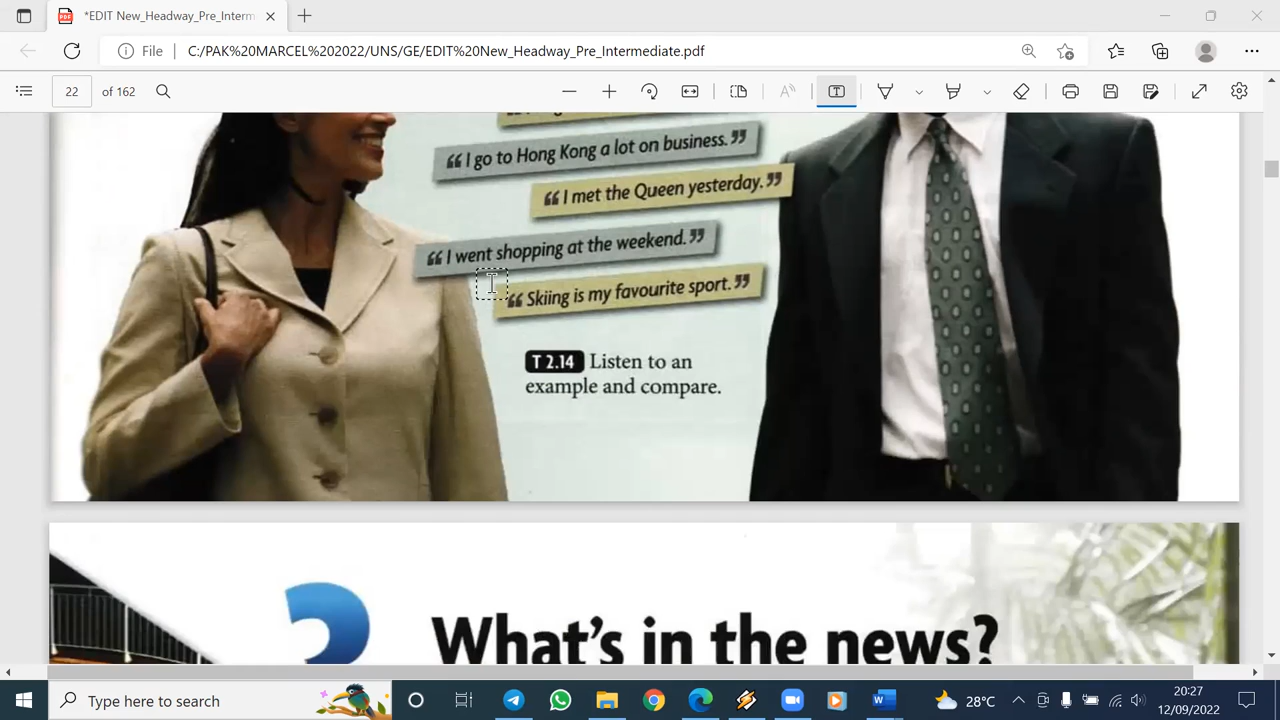 *EDIT New_Headway_Pre_Interm
File
C:/PAK%20MARCEL%202022/UNS/GE/EDIT%20New_Headway_Pre_Intermediate.pdf
22 of 162
“I go to Hong Kong a lot on business.”
“I met the Queen yesterday.”
“I went shopping at the weekend.”
“Skiing is my favourite sport.”
T 2.14 Listen to an
example and compare.
What's in the news?
Type here to search
28°C
20:27
12/09/2022